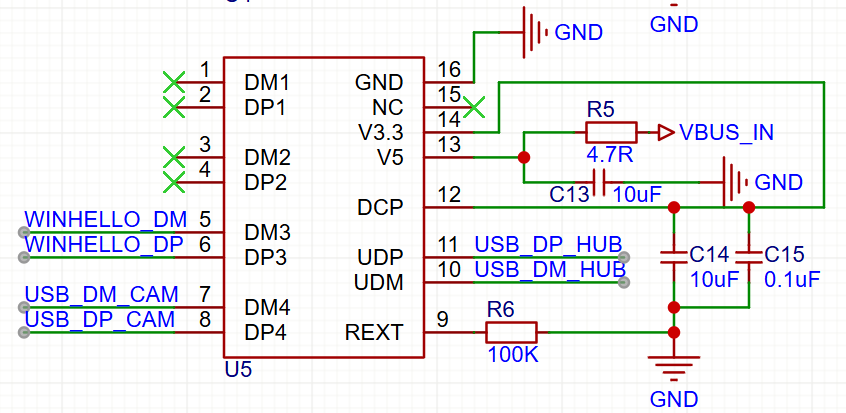 GND
GND
1
DM1
GND
16
2
DP1
NC
15
R5
V3.3
14
VBUS_IN
3
DM2
V5
13
4.7R
4
DP2
C13
10uF
GND
DCP
12
WINHELLO_DM
5
DM3
WINHELLO_DP
6
DP3
UDP
11
USB_DP_HUB
C14
C15
UDM
10
USB_DM_HUB
10uF
0.1uF
USB_DM_CAM
7
DM4
R6
USB_DP_CAM
8
DP4
REXT
9
100K
U5
GND